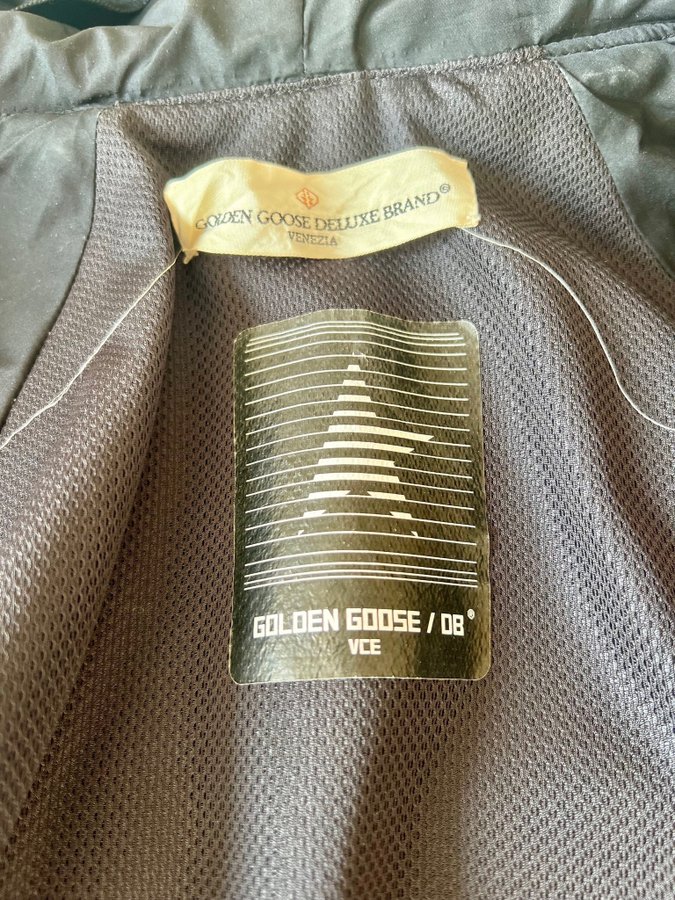 GOLDEN GOOSE DELUXE BRAND©
VENEZIA
GOLDEN GOOSE / DB®
VCE